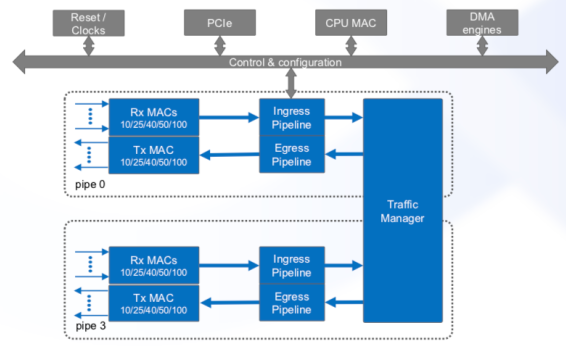 Reset /
Clocks
PCIe
CPU MAC
DMA
engines
Control & configuration
Rx MACs
10/25/40/50/100
Ingress
Pipeline
Tx MAC
10/25/40/50/100
Egress
Pipeline
pipe 0
Traffic
Manager
Rx MACs
10/25/40/50/100
Ingress
Pipeline
Tx MAC
10/25/40/50/100
Egress
Pipeline
pipe 3